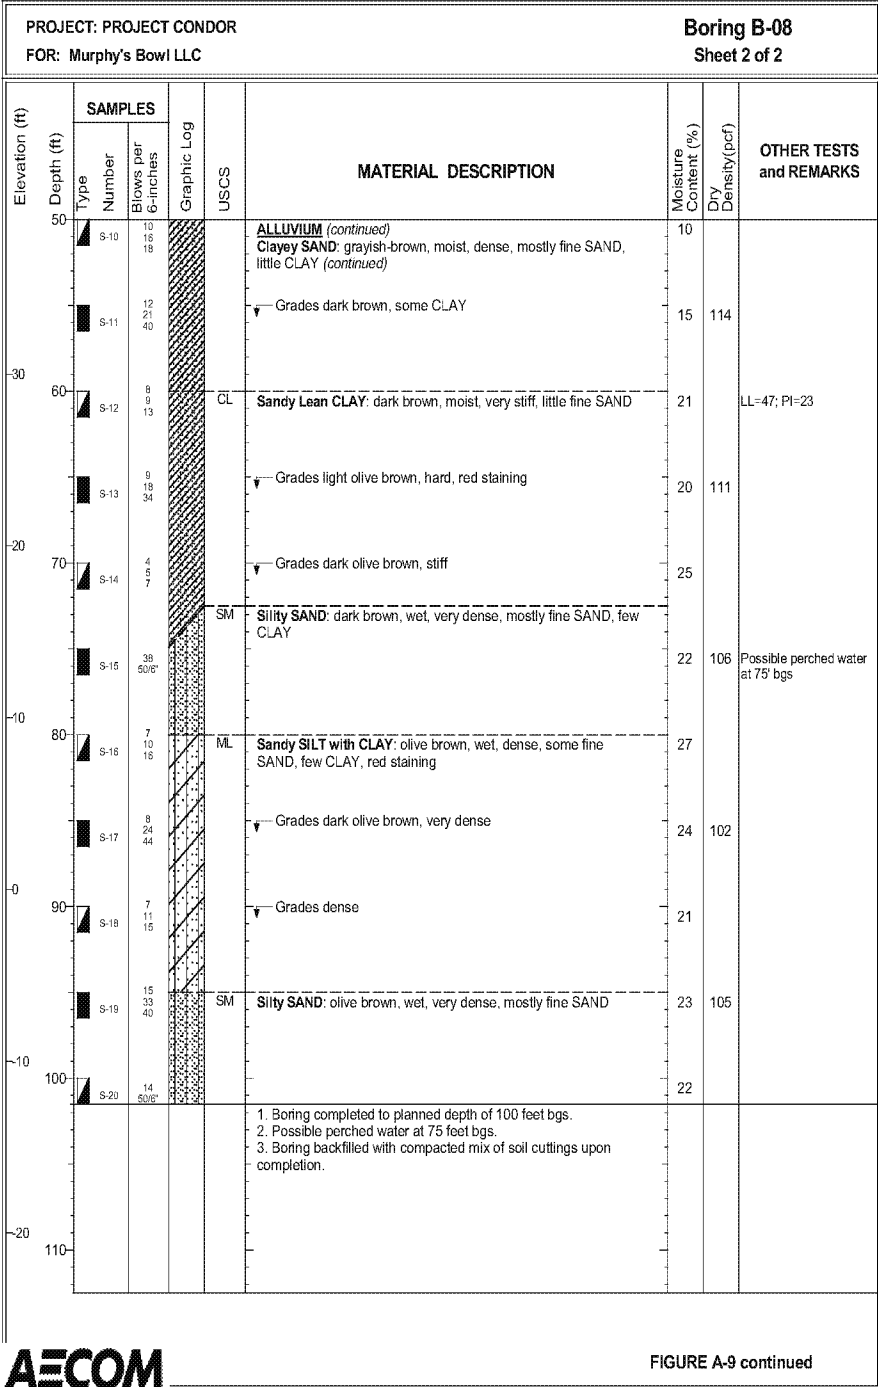 PROJECT: PROJECT CONDOR
FOR: Murphy's Bowl LLC
Boring B-08
Sheet 2 of 2
Elevation (ft)
Depth (ft)
SAMPLES
Type
Number
Blows per 6-inches
Graphic Log
USCS
MATERIAL DESCRIPTION
Moisture Content (%)
Dry Density(pcf)
OTHER TESTS
and REMARKS
50
S-10
10
16
18
ALLUVIUM (continued)
Clayey SAND: grayish-brown, moist, dense, mostly fine SAND,
little CLAY (continued)
10
S-11
12
21
40
Grades dark brown, some CLAY
15
114
30
60
S-12
8
9
13
CL
Sandy Lean CLAY: dark brown, moist, very stiff, little fine SAND
21
LL=47; PI=23
S-13
9
18
34
Grades light olive brown, hard, red staining
20
111
20
70
S-14
4
5
7
Grades dark olive brown, stiff
25
SM
Sility SAND: dark brown, wet, very dense, mostly fine SAND, few
CLAY
S-15
38
50/6"
22
106
Possible perched water
at 75' bgs
10
80
S-16
7
10
16
ML
Sandy SILT with CLAY: olive brown, wet, dense, some fine
SAND, few CLAY, red staining
27
S-17
8
24
44
Grades dark olive brown, very dense
24
102
0
90
S-18
7
11
15
Grades dense
21
S-19
15
33
40
SM
Silty SAND: olive brown, wet, very dense, mostly fine SAND
23
105
-10
100
S-20
14
50/6"
22
1. Boring completed to planned depth of 100 feet bgs.
2. Possible perched water at 75 feet bgs.
3. Boring backfilled with compacted mix of soil cuttings upon
completion.
-20
110
AECOM
FIGURE A-9 continued